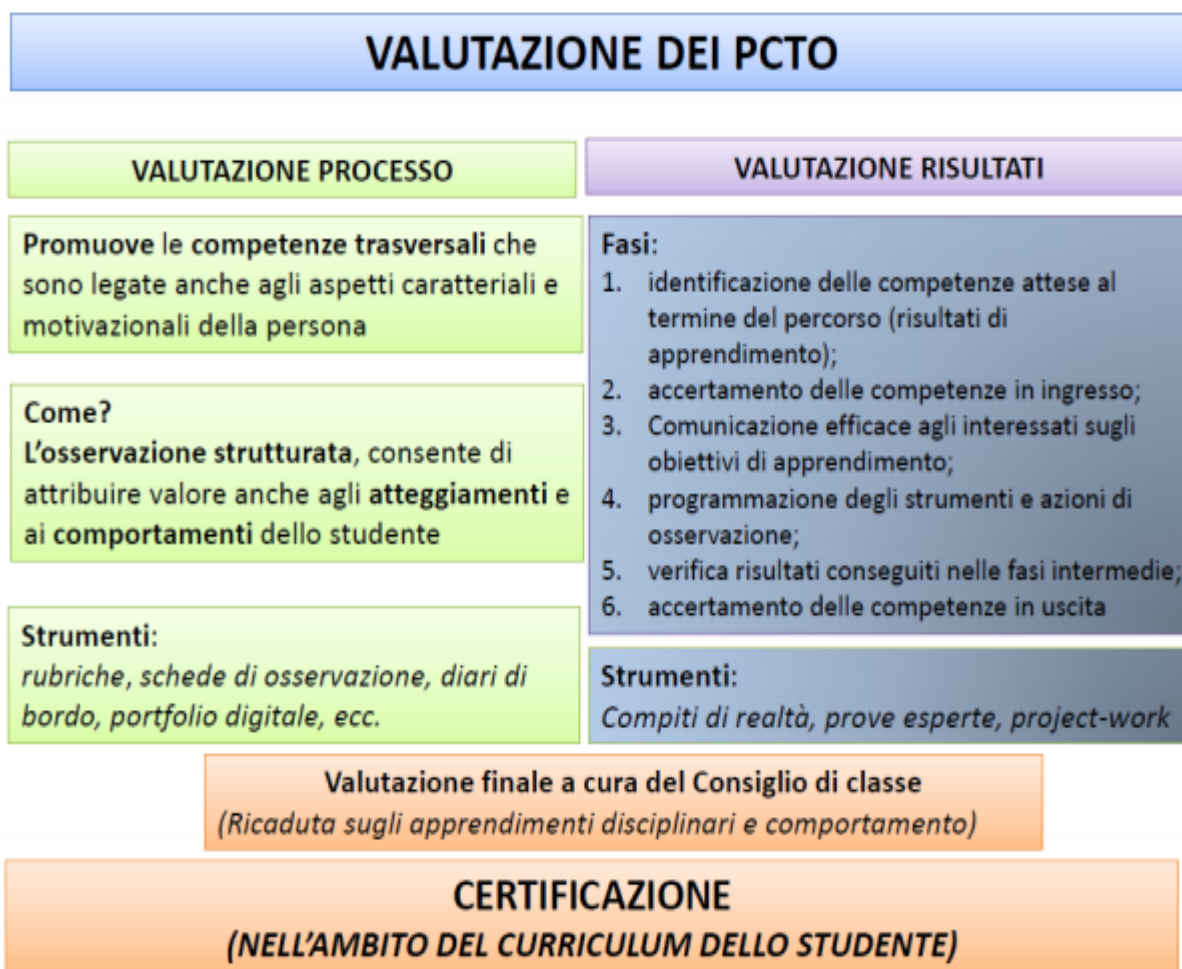 VALUTAZIONE DEI PCTO
VALUTAZIONE PROCESSO
Promuove le competenze trasversali che
sono legate anche agli aspetti caratteriali e
motivazionali della persona
Come?
L'osservazione strutturata, consente di
attribuire valore anche agli atteggiamenti e
ai comportamenti dello studente
Strumenti:
rubriche, schede di osservazione, diari di
bordo, portfolio digitale, ecc.
VALUTAZIONE RISULTATI
Fasi:
1. identificazione delle competenze attese al
termine del percorso (risultati di
apprendimento);
2. accertamento delle competenze in ingresso;
3. Comunicazione efficace agli interessati sugli
obiettivi di apprendimento;
4. programmazione degli strumenti e azioni di
osservazione;
5. verifica risultati conseguiti nelle fasi intermedie;
6. accertamento delle competenze in uscita
Strumenti:
Compiti di realtà, prove esperte, project-work
Valutazione finale a cura del Consiglio di classe
(Ricaduta sugli apprendimenti disciplinari e comportamento)
CERTIFICAZIONE
(NELL'AMBITO DEL CURRICULUM DELLO STUDENTE)